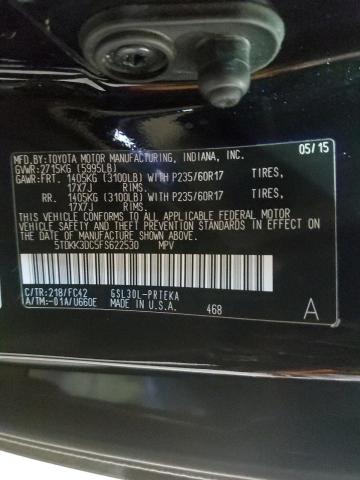 MFD.BY:TOYOTA MOTOR MANUFACTURING, INDIANA, INC. 05/15
GVWR:2715KG (5995LB)
GAWR:FRT. 1405KG (3100LB) WITH P235/60R17 TIRES,
17X7J RIMS.
RR. 1405KG (3100LB) WITH P235/60R17 TIRES,
17X7J RIMS.
THIS VEHICLE CONFORMS TO ALL APPLICABLE FEDERAL MOTOR
VEHICLE SAFETY, BUMPER, AND THEFT PREVENTION STANDARDS IN EFFECT
ON THE DATE OF MANUFACTURE SHOWN ABOVE.
5TDKK3DC5FS622530 MPV
C/TR:218/FC42 GSL30L-PRTEKA
A/TM:-01A/U660E MADE IN U.S.A. 468 A